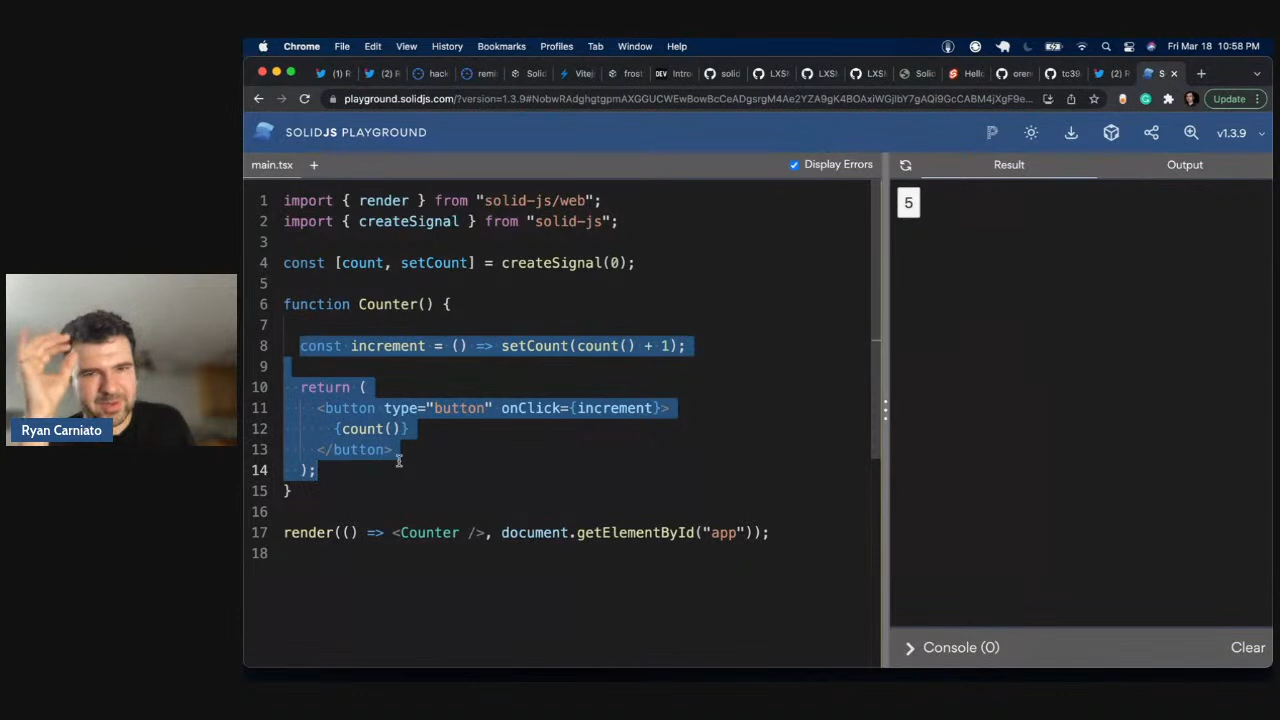 Chrome File Edit View History Bookmarks Profiles Tab Window Help Fri Mar 18 10:58 PM
(1) R (2) R hack remi Solid Vitej frost DEV Intro solid LXSI LXSI LXSI Solid Hello oren tc39 (2) R S
playground.solidjs.com/?version=1.3.9#NobwRAdghgtgpmAXGGUCWEwBowBcCeADgsrgM4Ae2YZA9gK4BOAxiWGjIbY7gAQi9GcCABM4jXgF9e... Update
SOLIDJS PLAYGROUND v1.3.9
main.tsx + Display Errors Result Output
1 import { render } from "solid-js/web";
2 import { createSignal } from "solid-js";
3
4 const [count, setCount] = createSignal(0);
5
6 function Counter() {
7
8 const increment = () => setCount(count() + 1);
9
10 return (
11 <button type="button" onClick={increment}>
12 {count()}
13 </button>
14 );
15 }
16
17 render(() => <Counter />, document.getElementById("app"));
18
5
Ryan Carniato
Console (0) Clear